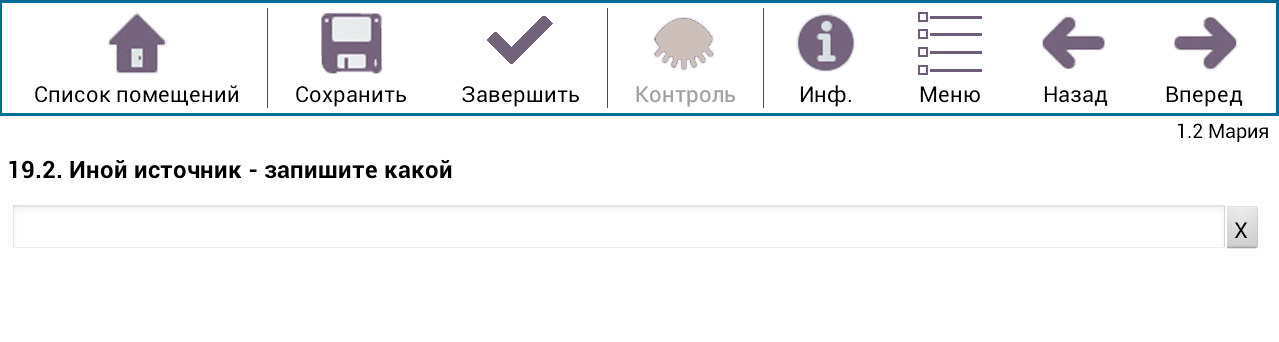 Список помещений
Сохранить
Завершить
Контроль
Инф.
Меню
Назад
Вперед
1.2 Мария
19.2. Иной источник - запишите какой
X